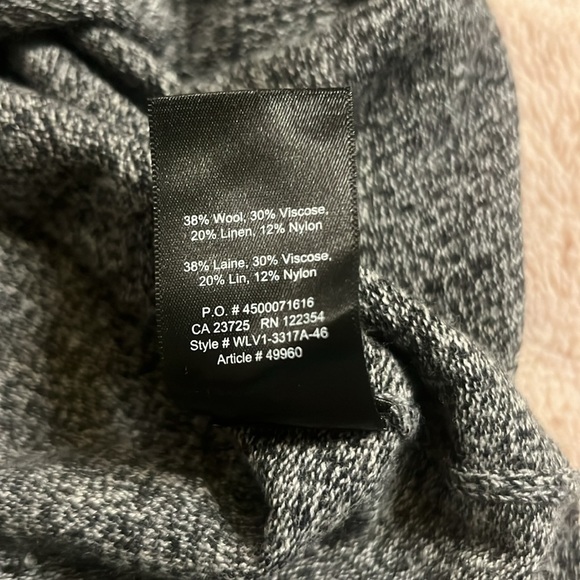 38% Wool, 30% Viscose,
20% Linen, 12% Nylon
38% Laine, 30% Viscose,
20% Lin, 12% Nylon
P.O. # 4500071616
CA 23725 RN 122354
Style # WLV1-3317A-46
Article # 49960